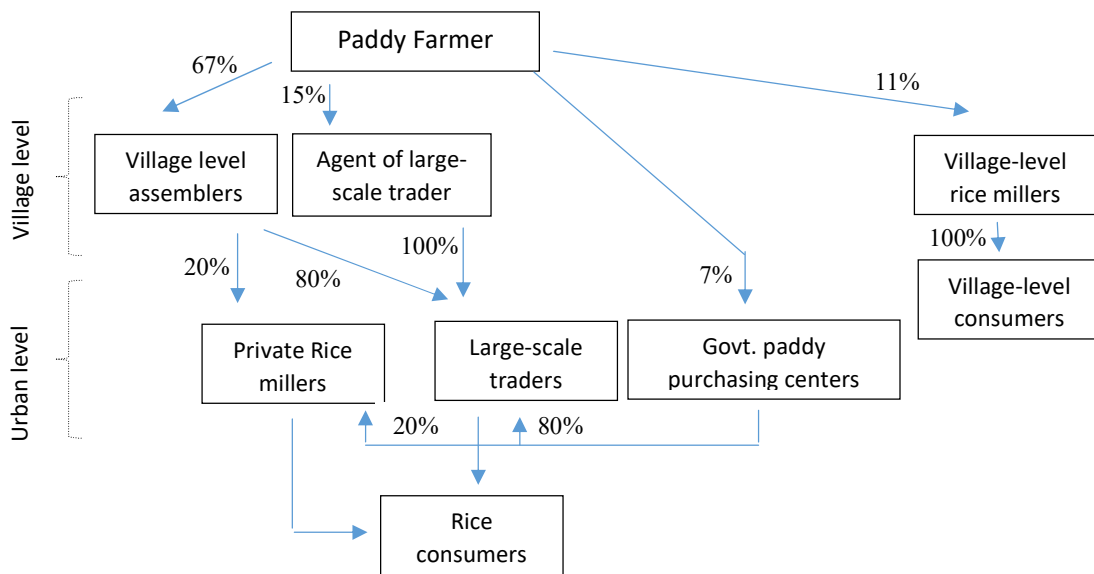 Paddy Farmer
67%
15%
11%
Village level
Village level
assemblers
Agent of large-
scale trader
Village-level
rice millers
20%
80%
100%
7%
100%
Village-level
consumers
Urban level
Private Rice
millers
Large-scale
traders
Govt. paddy
purchasing centers
20%
80%
Rice
consumers